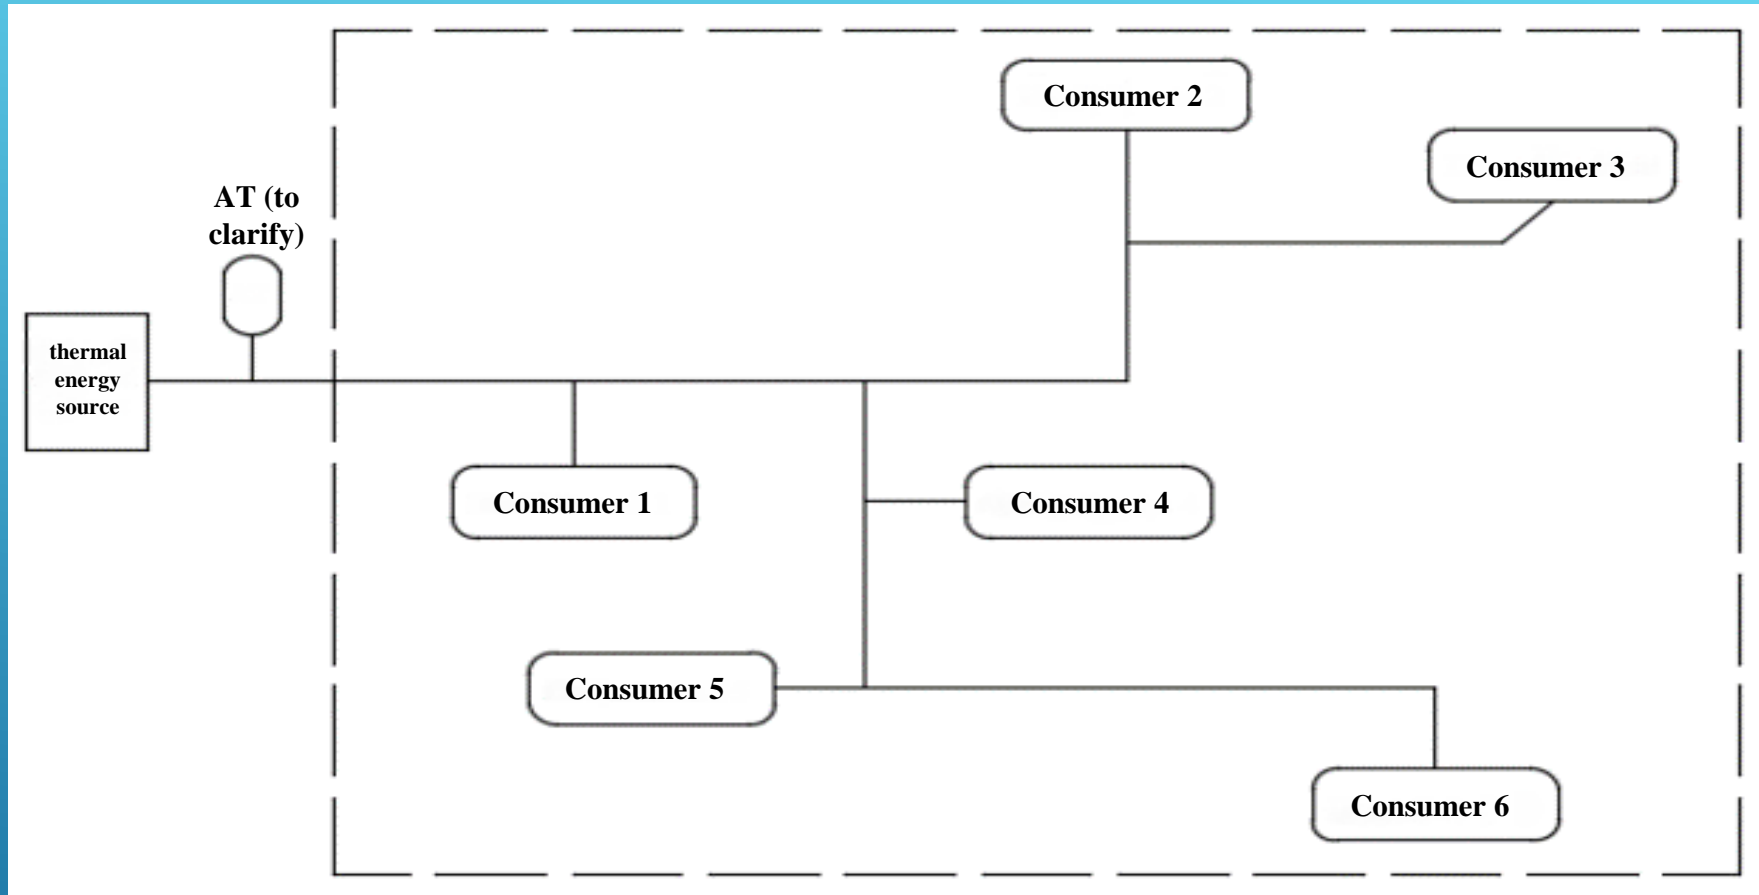 Consumer 2
Consumer 3
AT (to
clarify)
thermal
energy
source
Consumer 1
Consumer 4
Consumer 5
Consumer 6